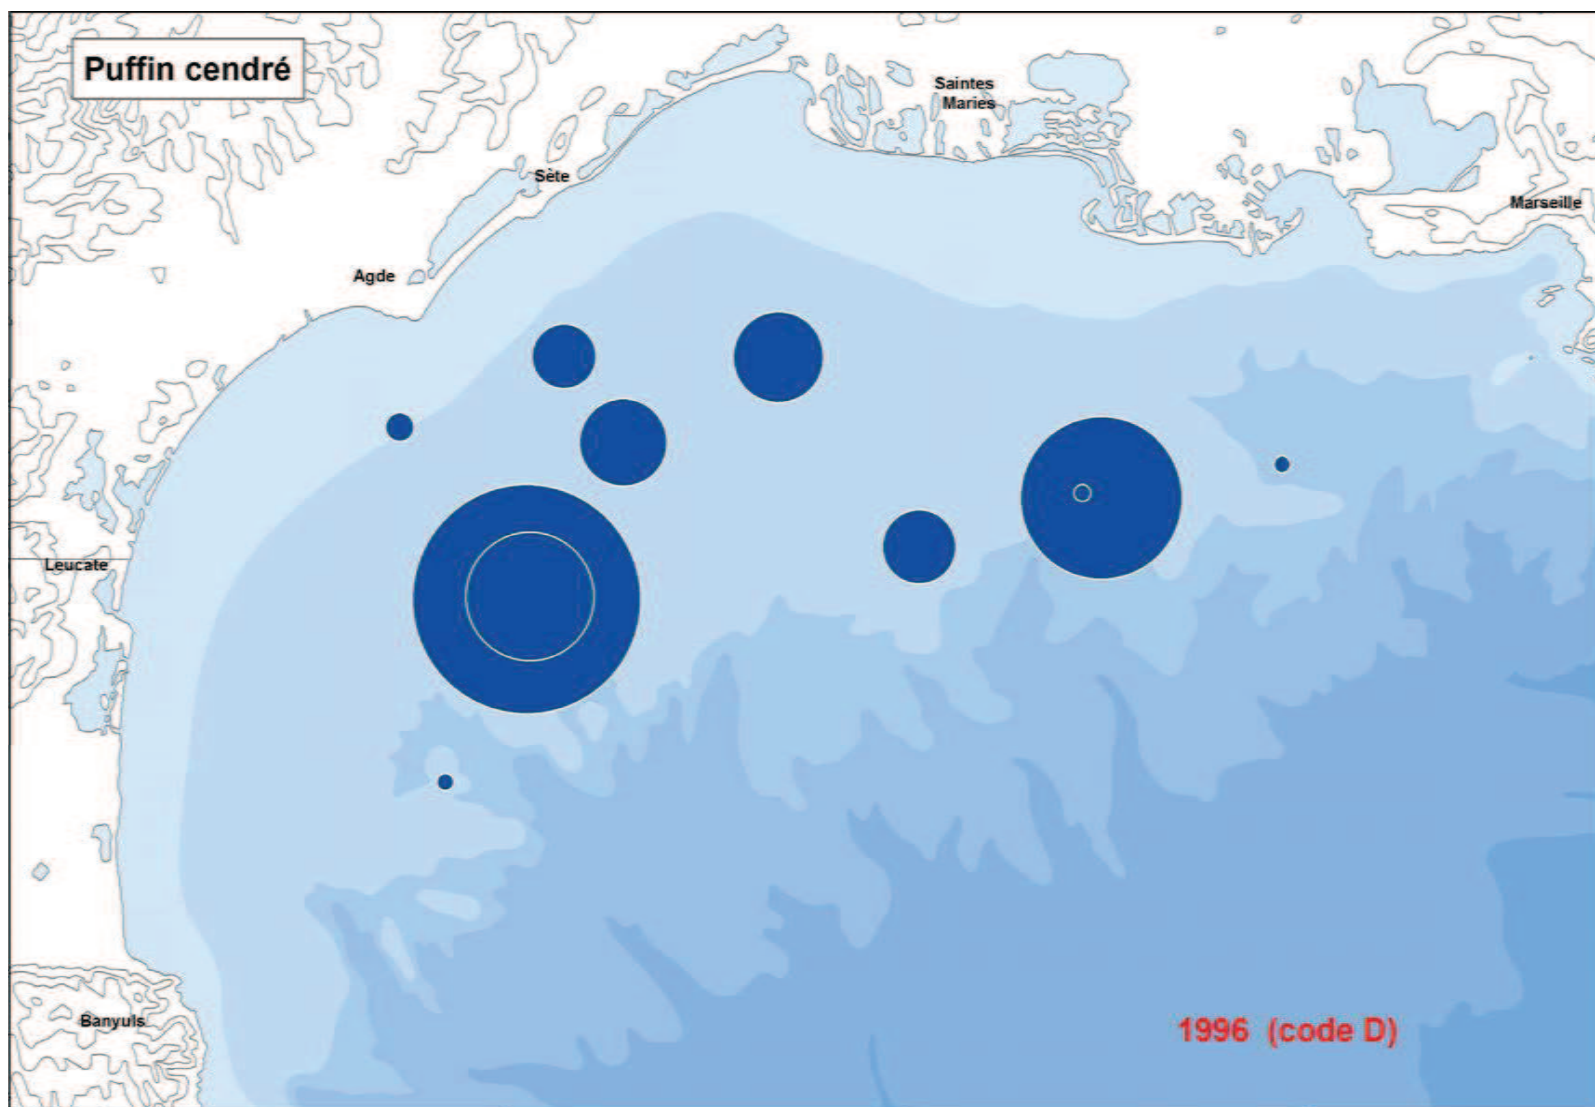 Puffin cendré
Saintes
Maries
Sète
Marseille
Agde
Leucate
Banyuls
1996 (code D)